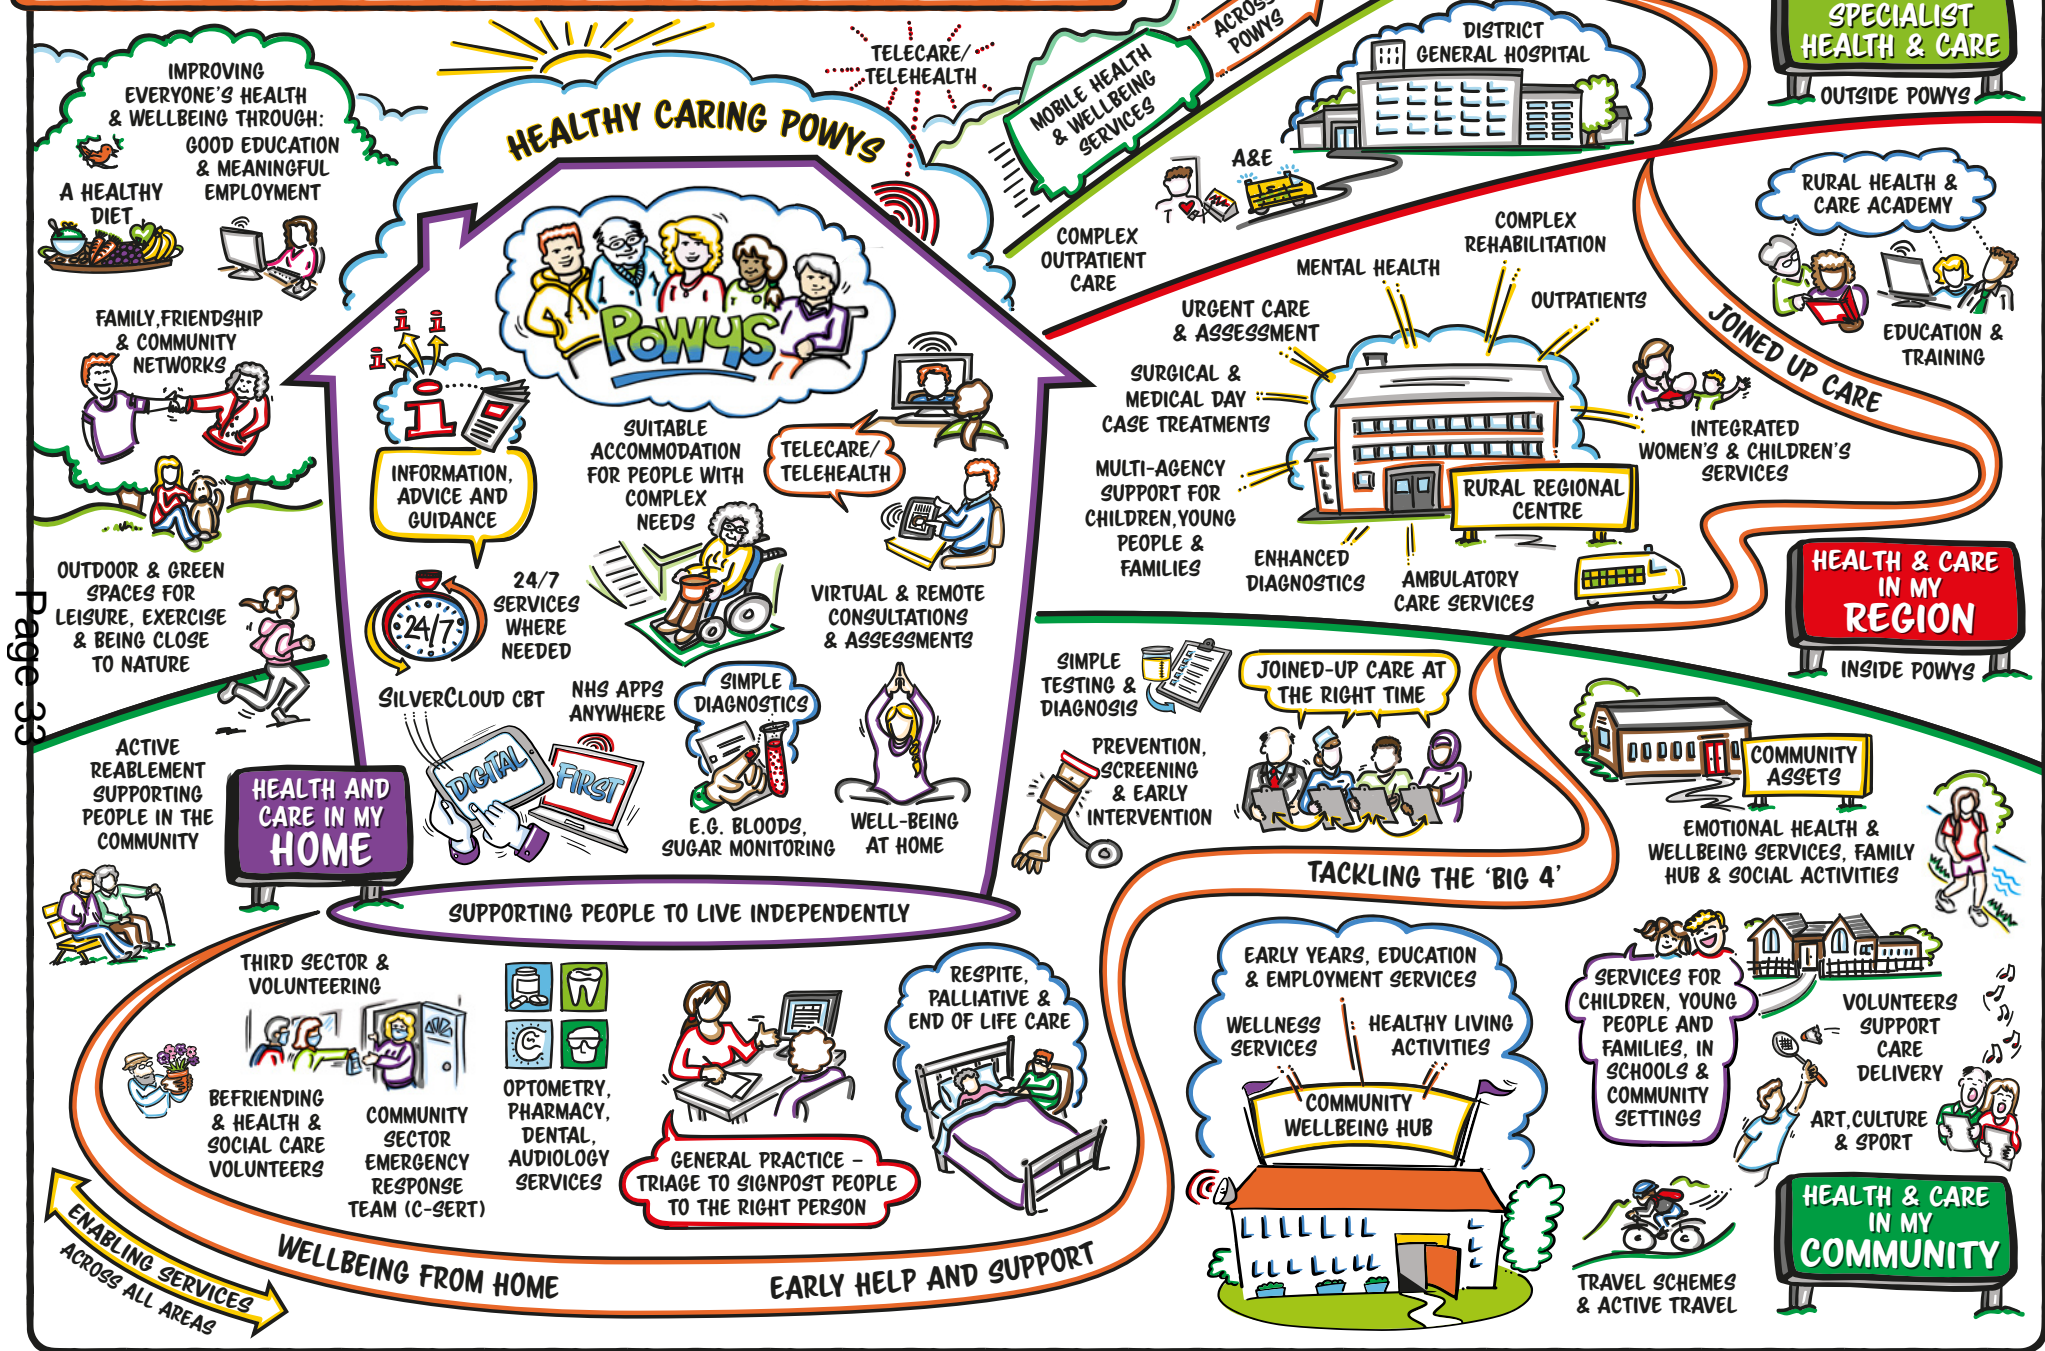 IMPROVING
EVERYONE'S HEALTH
& WELLBEING THROUGH:
GOOD EDUCATION
& MEANINGFUL
EMPLOYMENT
A HEALTHY
DIET
FAMILY, FRIENDSHIP
& COMMUNITY
NETWORKS
OUTDOOR & GREEN
SPACES FOR
LEISURE, EXERCISE
& BEING CLOSE
TO NATURE
Page 33
ACTIVE
REABLEMENT
SUPPORTING
PEOPLE IN THE
COMMUNITY
HEALTHY CARING POWYS
TELECARE/
TELEHEALTH
POWYS
i
i
i
i
INFORMATION,
ADVICE AND
GUIDANCE
SUITABLE
ACCOMMODATION
FOR PEOPLE WITH
COMPLEX
NEEDS
TELECARE/
TELEHEALTH
24/7
24/7
SERVICES
WHERE
NEEDED
VIRTUAL & REMOTE
CONSULTATIONS
& ASSESSMENTS
SILVERCLOUD CBT
NHS APPS
ANYWHERE
DIGITAL
FIRST
SIMPLE
DIAGNOSTICS
E.G. BLOODS,
SUGAR MONITORING
WELL-BEING
AT HOME
HEALTH AND
CARE IN MY
HOME
SUPPORTING PEOPLE TO LIVE INDEPENDENTLY
MOBILE HEALTH
& WELLBEING
SERVICES
ACROSS
POWYS
DISTRICT
GENERAL HOSPITAL
A&E
COMPLEX
OUTPATIENT
CARE
SPECIALIST
HEALTH & CARE
OUTSIDE POWYS
RURAL HEALTH &
CARE ACADEMY
EDUCATION &
TRAINING
JOINED UP CARE
COMPLEX
REHABILITATION
MENTAL HEALTH
OUTPATIENTS
URGENT CARE
& ASSESSMENT
SURGICAL &
MEDICAL DAY
CASE TREATMENTS
MULTI-AGENCY
SUPPORT FOR
CHILDREN, YOUNG
PEOPLE &
FAMILIES
ENHANCED
DIAGNOSTICS
AMBULATORY
CARE SERVICES
RURAL REGIONAL
CENTRE
INTEGRATED
WOMEN'S & CHILDREN'S
SERVICES
HEALTH & CARE
IN MY
REGION
INSIDE POWYS
SIMPLE
TESTING &
DIAGNOSIS
JOINED-UP CARE AT
THE RIGHT TIME
PREVENTION,
SCREENING
& EARLY
INTERVENTION
COMMUNITY
ASSETS
EMOTIONAL HEALTH &
WELLBEING SERVICES, FAMILY
HUB & SOCIAL ACTIVITIES
TACKLING THE 'BIG 4'
THIRD SECTOR &
VOLUNTEERING
BEFRIENDING
& HEALTH &
SOCIAL CARE
VOLUNTEERS
COMMUNITY
SECTOR
EMERGENCY
RESPONSE
TEAM (C-SERT)
OPTOMETRY,
PHARMACY,
DENTAL,
AUDIOLOGY
SERVICES
GENERAL PRACTICE –
TRIAGE TO SIGNPOST PEOPLE
TO THE RIGHT PERSON
RESPITE,
PALLIATIVE &
END OF LIFE CARE
EARLY YEARS, EDUCATION
& EMPLOYMENT SERVICES
WELLNESS
SERVICES
HEALTHY LIVING
ACTIVITIES
COMMUNITY
WELLBEING HUB
SERVICES FOR
CHILDREN, YOUNG
PEOPLE AND
FAMILIES, IN
SCHOOLS &
COMMUNITY
SETTINGS
VOLUNTEERS
SUPPORT
CARE
DELIVERY
ART, CULTURE
& SPORT
TRAVEL SCHEMES
& ACTIVE TRAVEL
HEALTH & CARE
IN MY
COMMUNITY
ENABLING SERVICES
ACROSS ALL AREAS
WELLBEING FROM HOME
EARLY HELP AND SUPPORT